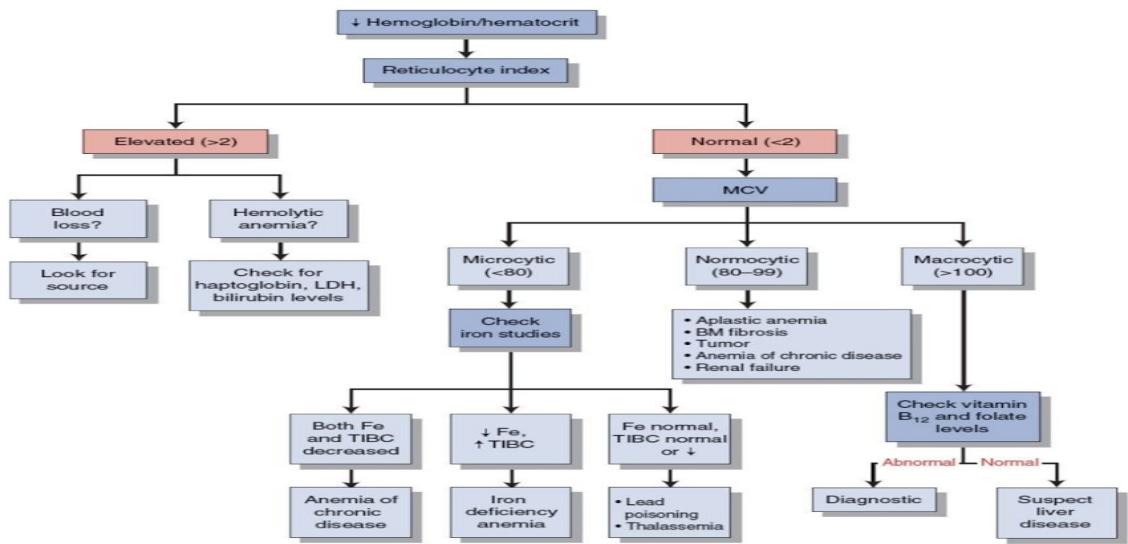 ↓ Hemoglobin/hematocrit
Reticulocyte index
Elevated (>2)
Normal (<2)
Blood
loss?
Hemolytic
anemia?
MCV
Look for
source
Check for
haptoglobin, LDH,
bilirubin levels
Microcytic
(<80)
Normocytic
(80–99)
Macrocytic
(>100)
Check
iron studies
• Aplastic anemia
• BM fibrosis
• Tumor
• Anemia of chronic disease
• Renal failure
Check vitamin
B12 and folate
levels
Both Fe
and TIBC
decreased
↓ Fe,
↑ TIBC
Fe normal,
TIBC normal
or ↓
Abnormal
Normal
Anemia of
chronic
disease
Iron
deficiency
anemia
• Lead
poisoning
• Thalassemia
Diagnostic
Suspect
liver
disease